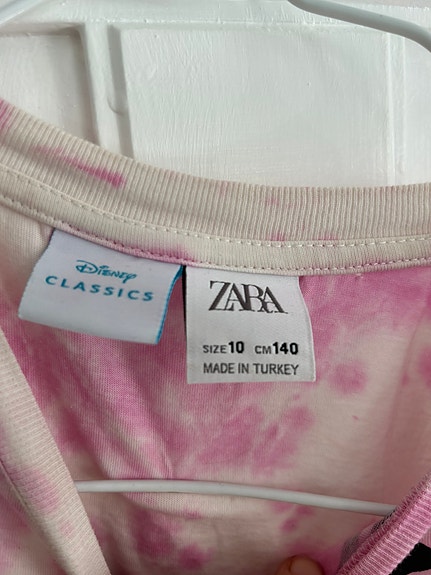 Disney
CLASSICS
ZARA
SIZE 10 CM 140
MADE IN TURKEY